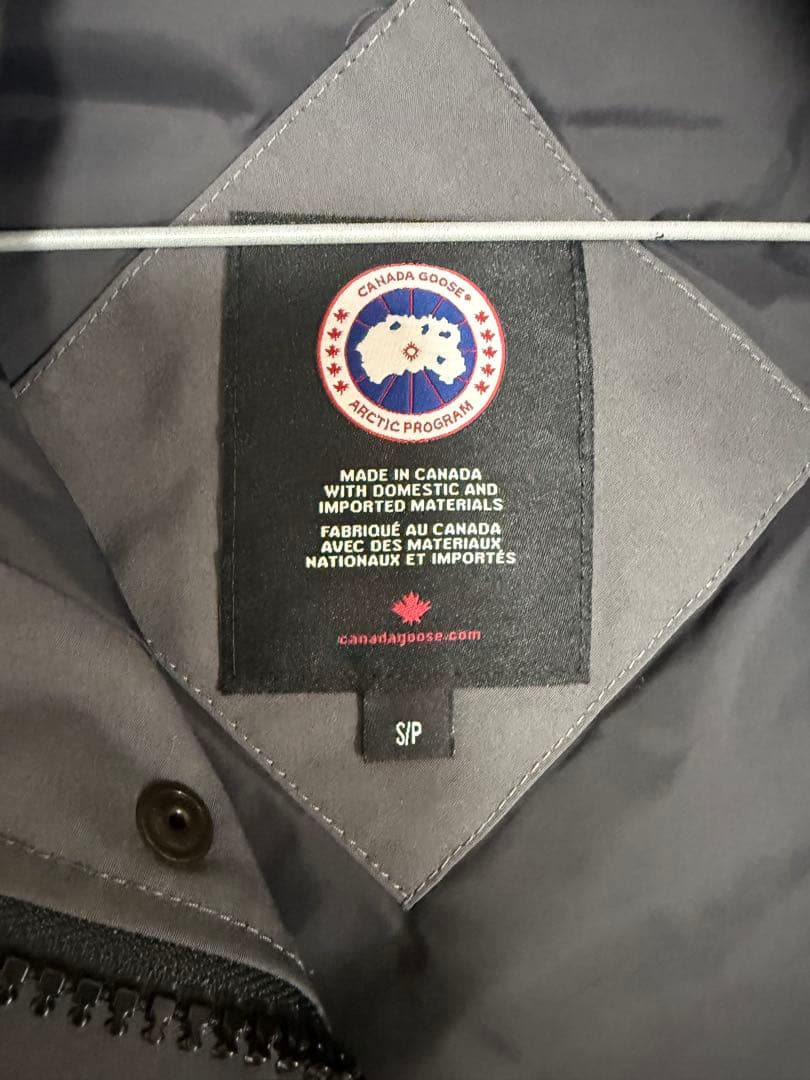 CANADA GOOSE®
ARCTIC PROGRAM
MADE IN CANADA
WITH DOMESTIC AND
IMPORTED MATERIALS
FABRIQUÉ AU CANADA
AVEC DES MATERIAUX
NATIONAUX ET IMPORTÉS
canadagoose.com
S/P